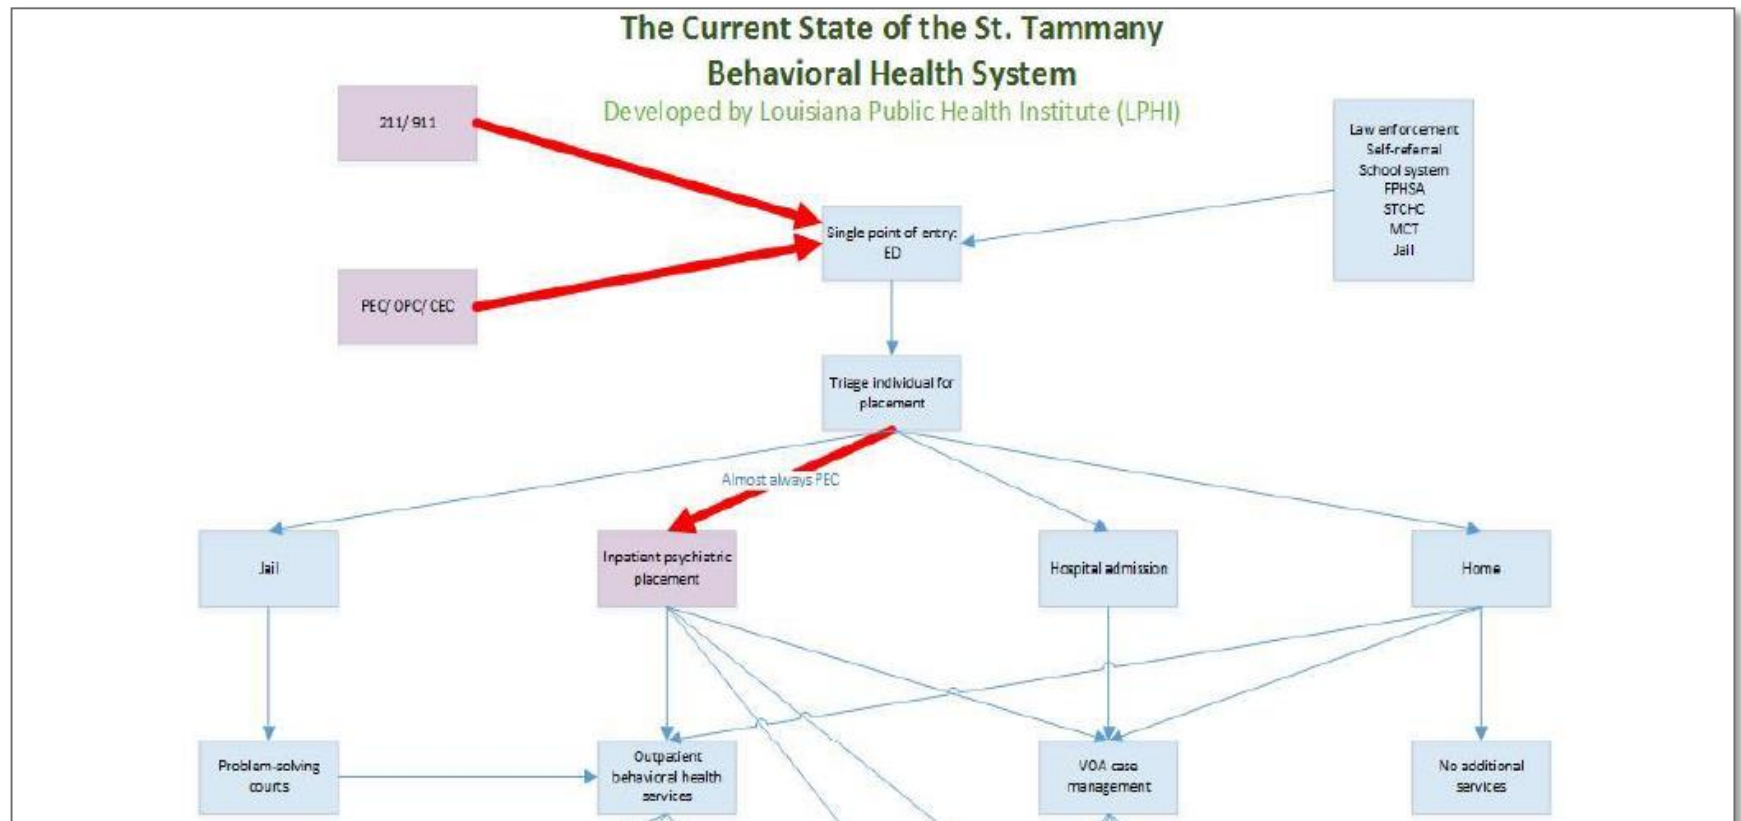 The Current State of the St. Tammany
Behavioral Health System
Developed by Louisiana Public Health Institute (LPHI)
211/ 911
Law enforcement
Self-referral
School system
FPHSA
STCHC
MCT
Jail
Single point of entry:
ED
PEC/ OPC/ CEC
Triage individual for
placement
Almost always PEC
Jail
Inpatient psychiatric
placement
Hospital admission
Home
Problem-solving
courts
Outpatient
behavioral health
services
VOA case
management
No additional
services